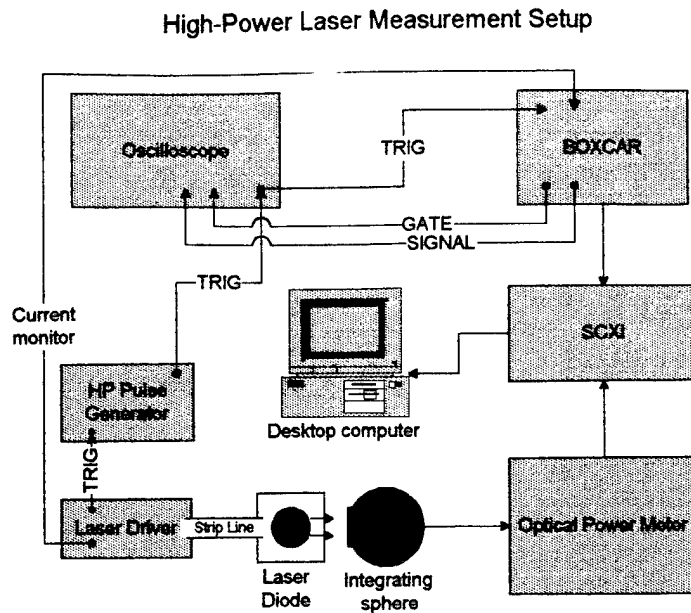 High-Power Laser Measurement Setup
Oscilloscope
BOXCAR
TRIG
GATE
SIGNAL
TRIG
Current
monitor
SCXI
HP Pulse
Generator
Desktop computer
TRIG
Laser Driver
Strip Line
Optical Power Meter
Laser
Diode
Integrating
sphere